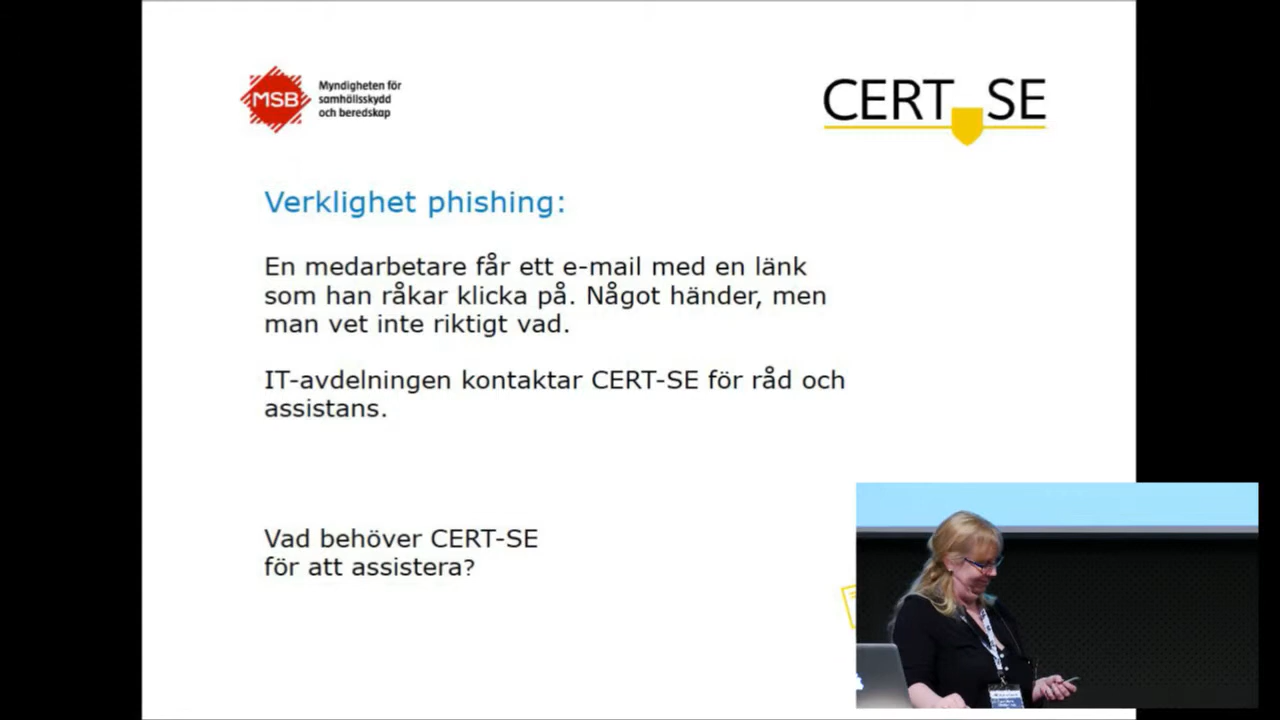 MSB
Myndigheten för
samhällsskydd
och beredskap
CERT SE
Verklighet phishing:
En medarbetare får ett e-mail med en länk
som han råkar klicka på. Något händer, men
man vet inte riktigt vad.
IT-avdelningen kontaktar CERT-SE för råd och
assistans.
Vad behöver CERT-SE
för att assistera?